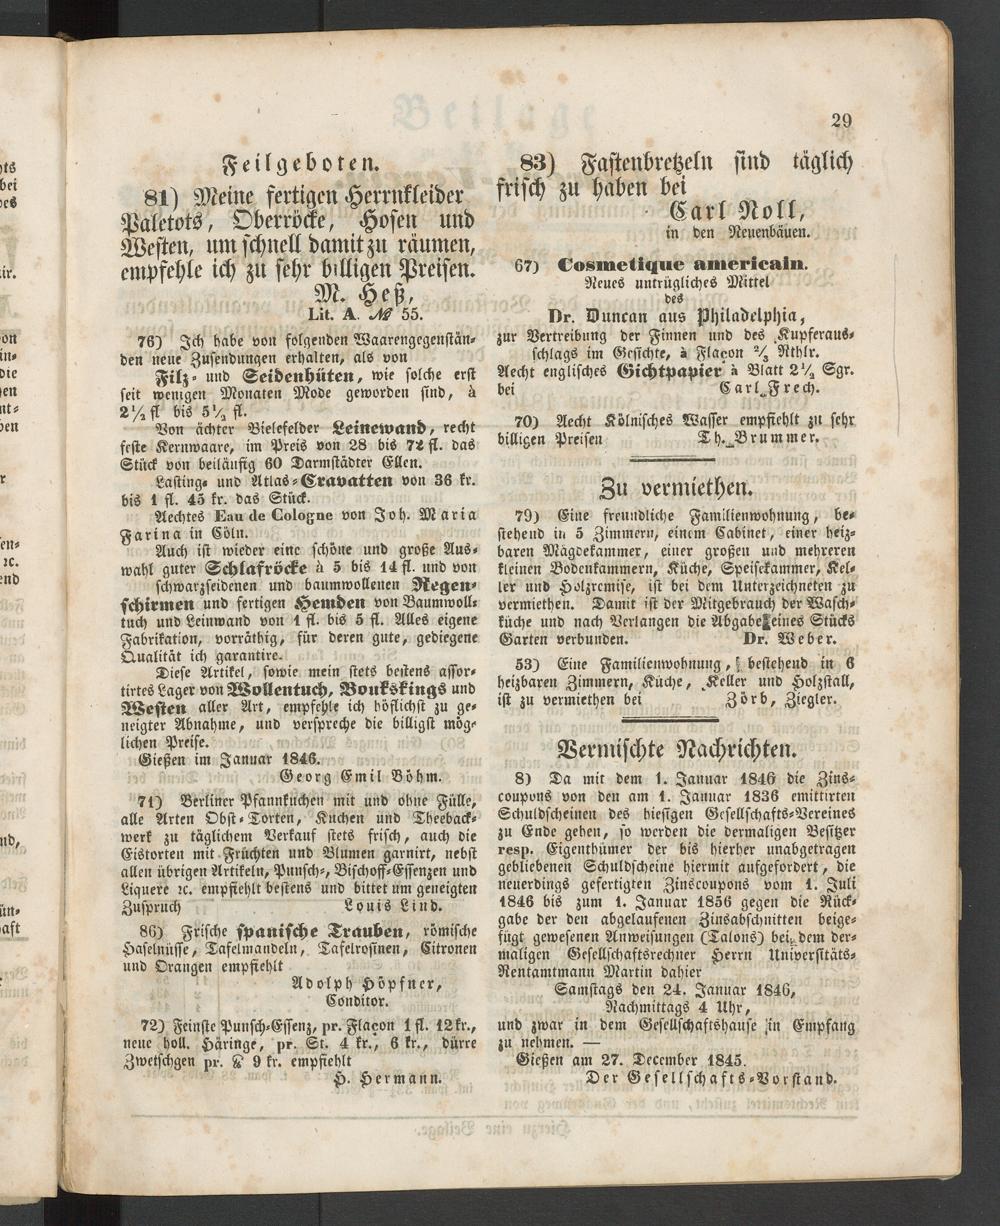 29
Feilgeboten.
81) Meine fertigen Herrnkleider
Paletots, Oberröcke, Hosen und
Westen, um schnell damit zu räumen,
empfehle ich zu sehr billigen Preisen.
M. Heß,
Lit. A. № 55.
76) Ich habe von folgenden Waarengegenstän-
den neue Zusendungen erhalten, als von
Filz- und Seidenhüten, wie solche erst
seit wenigen Monaten Mode geworden sind, à
2½ fl bis 5½ fl.
Von ächter Bielefelder Leinewand, recht
feste Kernwaare, im Preis von 28 bis 72 fl. das
Stück von beiläufig 60 Darmstädter Ellen.
Lasting- und Atlas-Cravatten von 36 kr.
bis 1 fl. 45 kr. das Stück.
Aechtes Eau de Cologne von Joh. Maria
Farina in Cöln.
Auch ist wieder eine schöne und große Aus-
wahl guter Schlafröcke à 5 bis 14 fl. und von
schwarzseidenen und baumwollenen Regen-
schirmen und fertigen Hemden von Baumwoll-
tuch und Leinwand von 1 fl. bis 5 fl. Alles eigene
Fabrikation, vorräthig, für deren gute, gediegene
Qualität ich garantire.
Diese Artikel, sowie mein stets bestens assor-
tirtes Lager von Wollentuch, Boukskings und
Westen aller Art, empfehle ich höflichst zu ge-
neigter Abnahme, und verspreche die billigst mög-
lichen Preise.
Gießen im Januar 1846.
Georg Emil Böhm.
71) Berliner Pfannkuchen mit und ohne Fülle,
alle Arten Obst-Torten, Kuchen und Theeback-
werk zu täglichem Verkauf stets frisch, auch die
Eistorten mit Früchten und Blumen garnirt, nebst
allen übrigen Artikeln, Punsch-, Bischoff-Essenzen und
Liquere ꝛc. empfiehlt bestens und bittet um geneigten
Zuspruch Louis Lind.
86) Frische spanische Trauben, römische
Haselnüsse, Tafelmandeln, Tafelrosinen, Citronen
und Orangen empfiehlt
Adolph Höpfner,
Conditor.
72) Feinste Punsch-Essenz, pr. Flaçon 1 fl. 12 kr.,
neue holl. Häringe, pr. St. 4 kr., 6 kr., dürre
Zwetschgen pr. ℔ 9 kr. empfiehlt
H. Hermann.
83) Fastenbretzeln sind täglich
frisch zu haben bei
Carl Noll,
in den Neuenbäuen.
67) Cosmetique americain.
Neues untrügliches Mittel
des
Dr. Duncan aus Philadelphia,
zur Vertreibung der Finnen und des Kupferaus-
schlags im Gesichte, à Flaçon ⅔ Rthlr.
Aecht englisches Gichtpapier à Blatt 2½ Sgr.
bei Carl Frech.
70) Aecht Kölnisches Wasser empfiehlt zu sehr
billigen Preisen Th. Brummer.
Zu vermiethen.
79) Eine freundliche Familienwohnung, be-
stehend in 5 Zimmern, einem Cabinet, einer heiz-
baren Mägdekammer, einer großen und mehreren
kleinen Bodenkammern, Küche, Speisekammer, Kel-
ler und Holzremise, ist bei dem Unterzeichneten zu
vermiethen. Damit ist der Mitgebrauch der Wasch-
küche und nach Verlangen die Abgabe eines Stücks
Garten verbunden. Dr. Weber.
53) Eine Familienwohnung, bestehend in 6
heizbaren Zimmern, Küche, Keller und Holzstall,
ist zu vermiethen bei Zörb, Ziegler.
Vermischte Nachrichten.
8) Da mit dem 1. Januar 1846 die Zins-
coupons von den am 1. Januar 1836 emittirten
Schuldscheinen des hiesigen Gesellschafts-Vereines
zu Ende gehen, so werden die dermaligen Besitzer
resp. Eigenthümer der bis hierher unabgetragen
gebliebenen Schuldscheine hiermit aufgefordert, die
neuerdings gefertigten Zinscoupons vom 1. Juli
1846 bis zum 1. Januar 1856 gegen die Rück-
gabe der den abgelaufenen Zinsabschnitten beige-
fügt gewesenen Anweisungen (Talons) bei dem der-
maligen Gesellschaftsrechner Herrn Universitäts-
Rentamtmann Martin dahier
Samstags den 24. Januar 1846,
Nachmittags 4 Uhr,
und zwar in dem Gesellschaftshause in Empfang
zu nehmen. —
Gießen am 27. December 1845.
Der Gesellschafts-Vorstand.